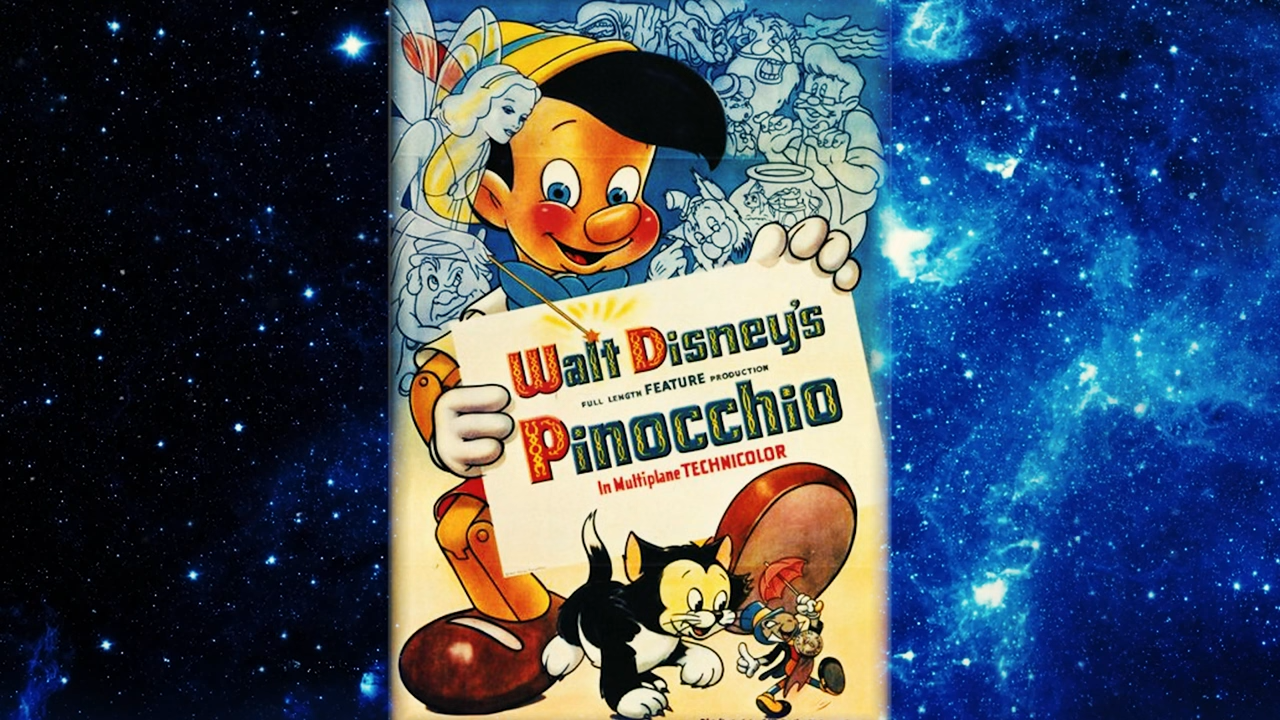 Walt Disney's
FULL LENGTH FEATURE PRODUCTION
Pinocchio
In Multiplane TECHNICOLOR